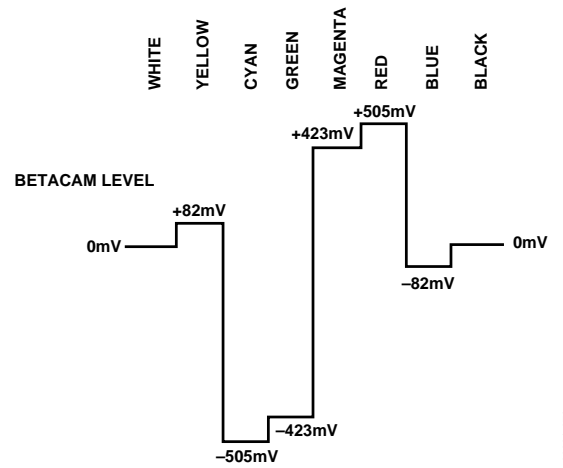 WHITE
YELLOW
CYAN
GREEN
MAGENTA
RED
BLUE
BLACK
+505mV
+423mV
BETACAM LEVEL
+82mV
0mV
0mV
−82mV
−423mV
−505mV